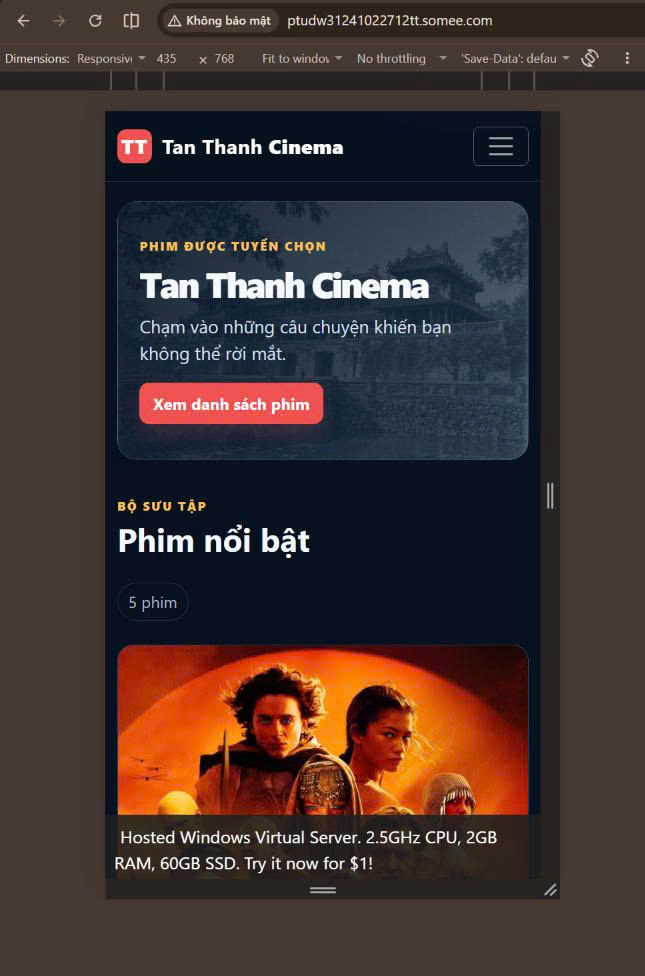 Không bảo mật ptudw31241022712tt.somee.com
Dimensions: Responsiv 435 × 768 Fit to windov No throttling 'Save-Data': defau
TT Tan Thanh Cinema
PHIM ĐƯỢC TUYỂN CHỌN
Tan Thanh Cinema
Chạm vào những câu chuyện khiến bạn
không thể rời mắt.
Xem danh sách phim
BỘ SƯU TẬP
Phim nổi bật
5 phim
Hosted Windows Virtual Server. 2.5GHz CPU, 2GB
RAM, 60GB SSD. Try it now for $1!